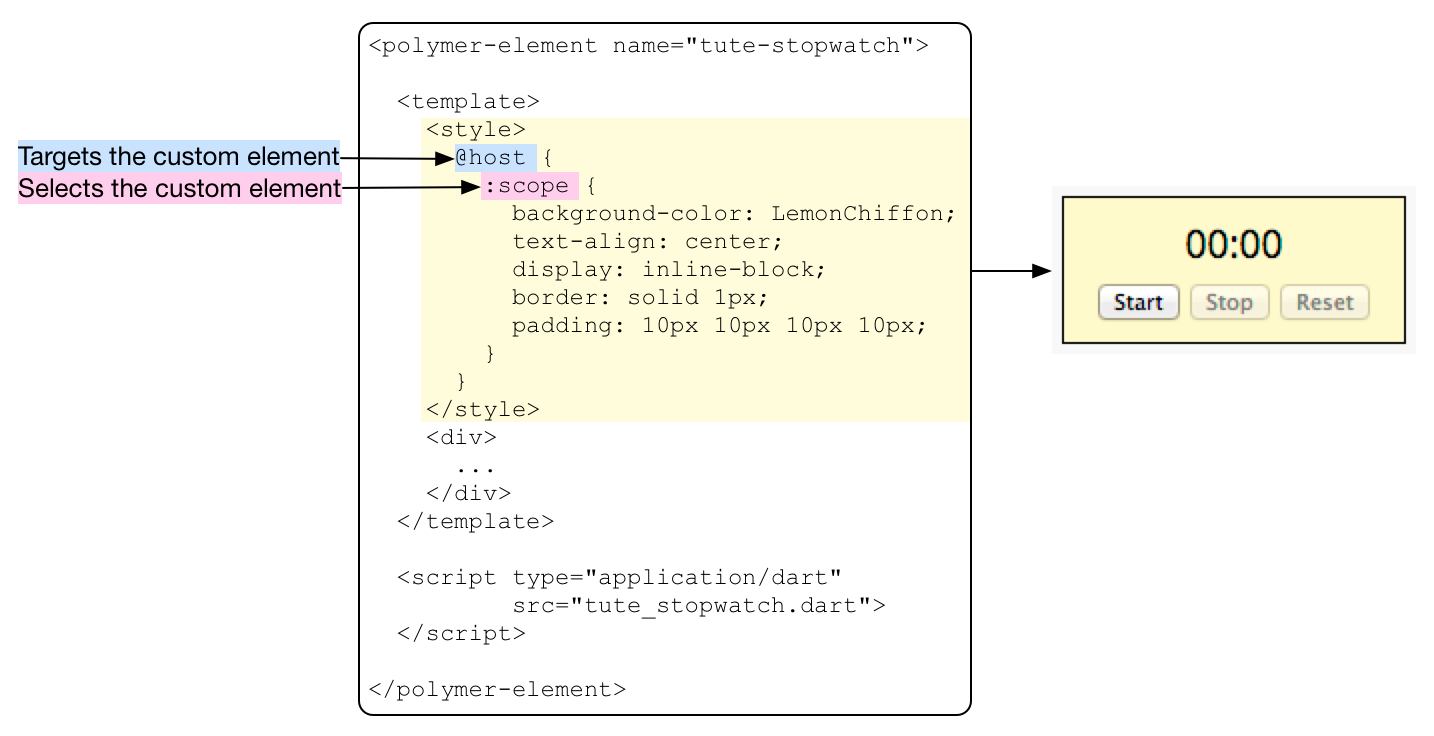 Targets the custom element
Selects the custom element
<polymer-element name="tute-stopwatch">

  <template>
    <style>
      @host {
        :scope {
          background-color: LemonChiffon;
          text-align: center;
          display: inline-block;
          border: solid 1px;
          padding: 10px 10px 10px 10px;
        }
      }
    </style>
    <div>
      ...
    </div>
  </template>

  <script type="application/dart"
          src="tute_stopwatch.dart">
  </script>

</polymer-element>
00:00
Start Stop Reset